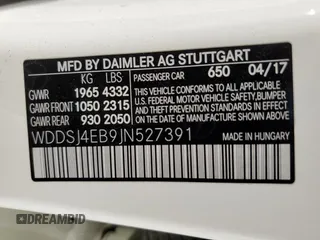 MFD. BY DAIMLER AG STUTTGART
KG LBS PASSENGER CAR 650 04/17
GVWR 1965 4332
GAWR FRONT 1050 2315
GAWR REAR 930 2050
THIS VEHICLE CONFORMS TO ALL APPLICABLE
U.S. FEDERAL MOTOR VEHICLE SAFETY, BUMPER,
AND THEFT PREVENTION STANDARDS IN EFFECT
ON THE DATE OF MANUFACTURE SHOWN ABOVE.
WDDSJ4EB9JN527391
MADE IN HUNGARY
DREAMBID